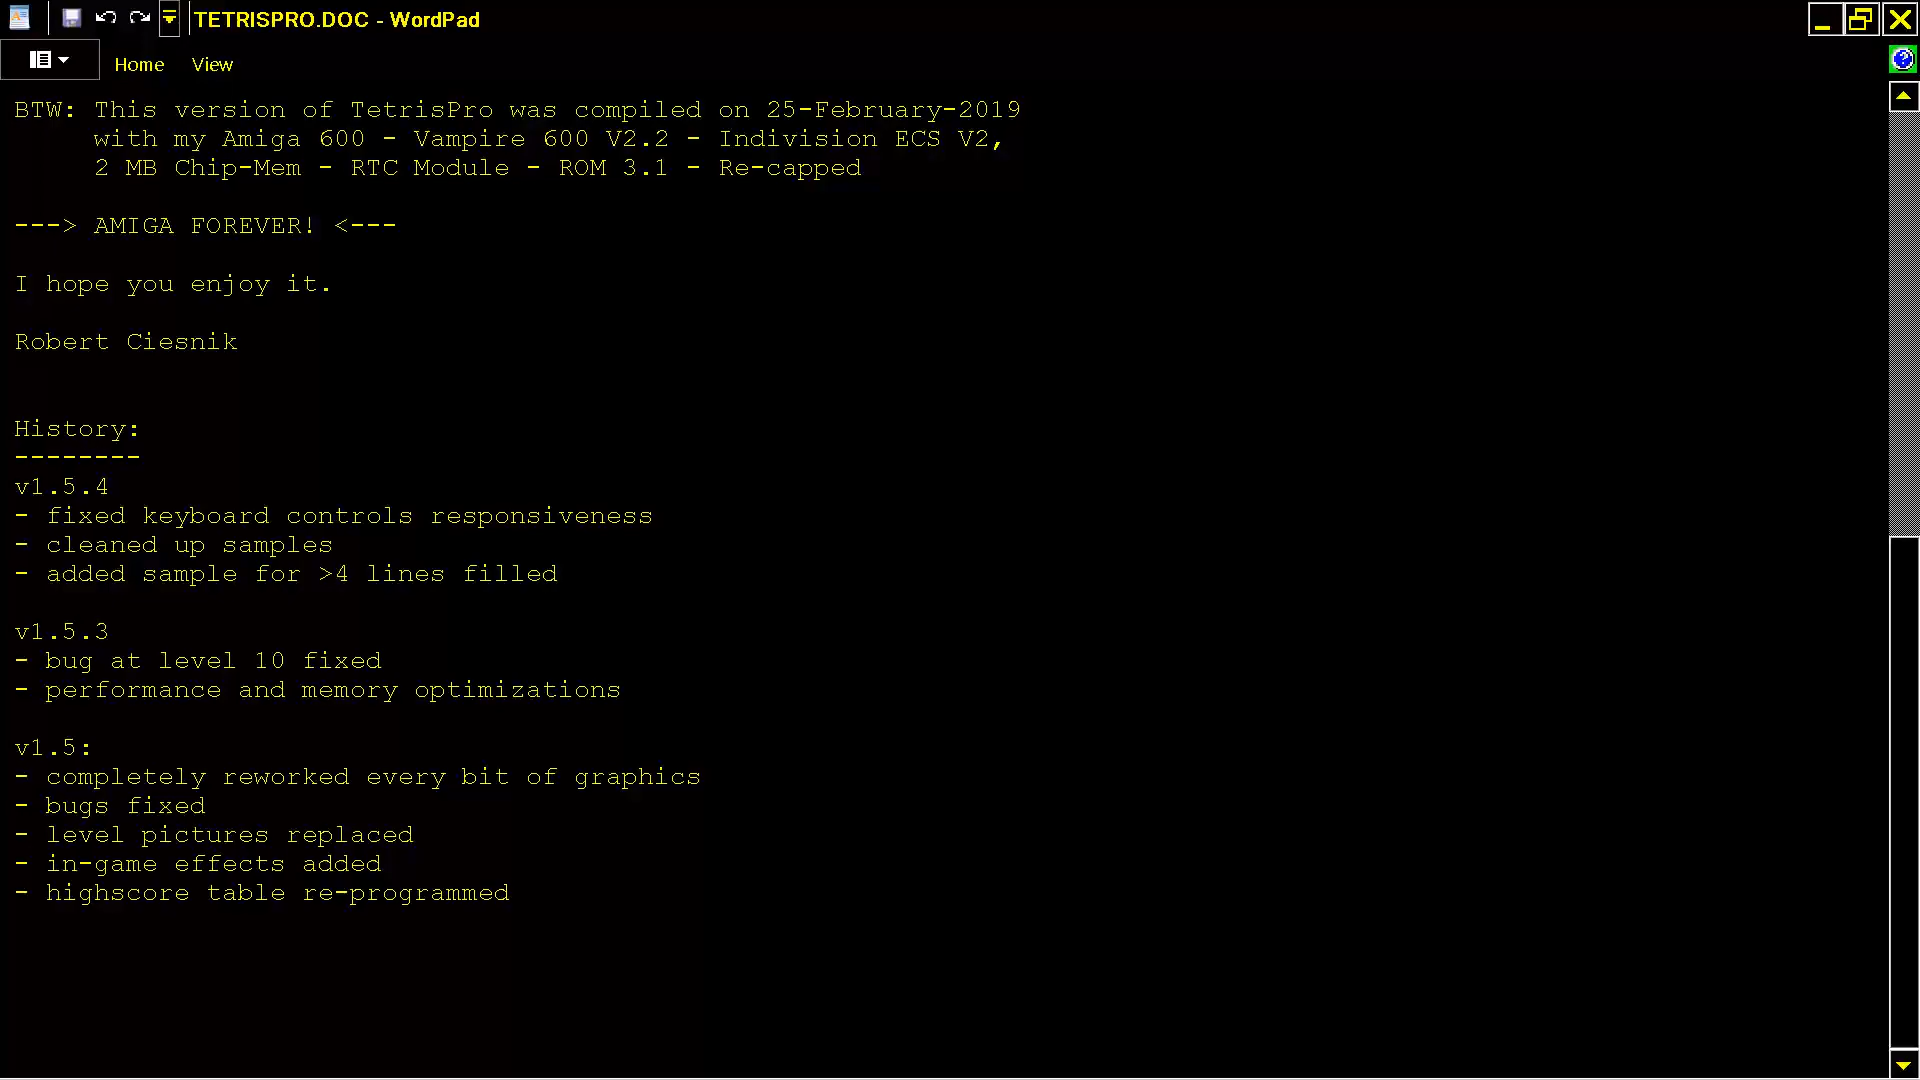 TETRISPRO.DOC - WordPad
Home View
BTW: This version of TetrisPro was compiled on 25-February-2019
with my Amiga 600 - Vampire 600 V2.2 - Indivision ECS V2,
2 MB Chip-Mem - RTC Module - ROM 3.1 - Re-capped
---> AMIGA FOREVER! <---
I hope you enjoy it.
Robert Ciesnik
History:
--------
v1.5.4
- fixed keyboard controls responsiveness
- cleaned up samples
- added sample for >4 lines filled
v1.5.3
- bug at level 10 fixed
- performance and memory optimizations
v1.5:
- completely reworked every bit of graphics
- bugs fixed
- level pictures replaced
- in-game effects added
- highscore table re-programmed